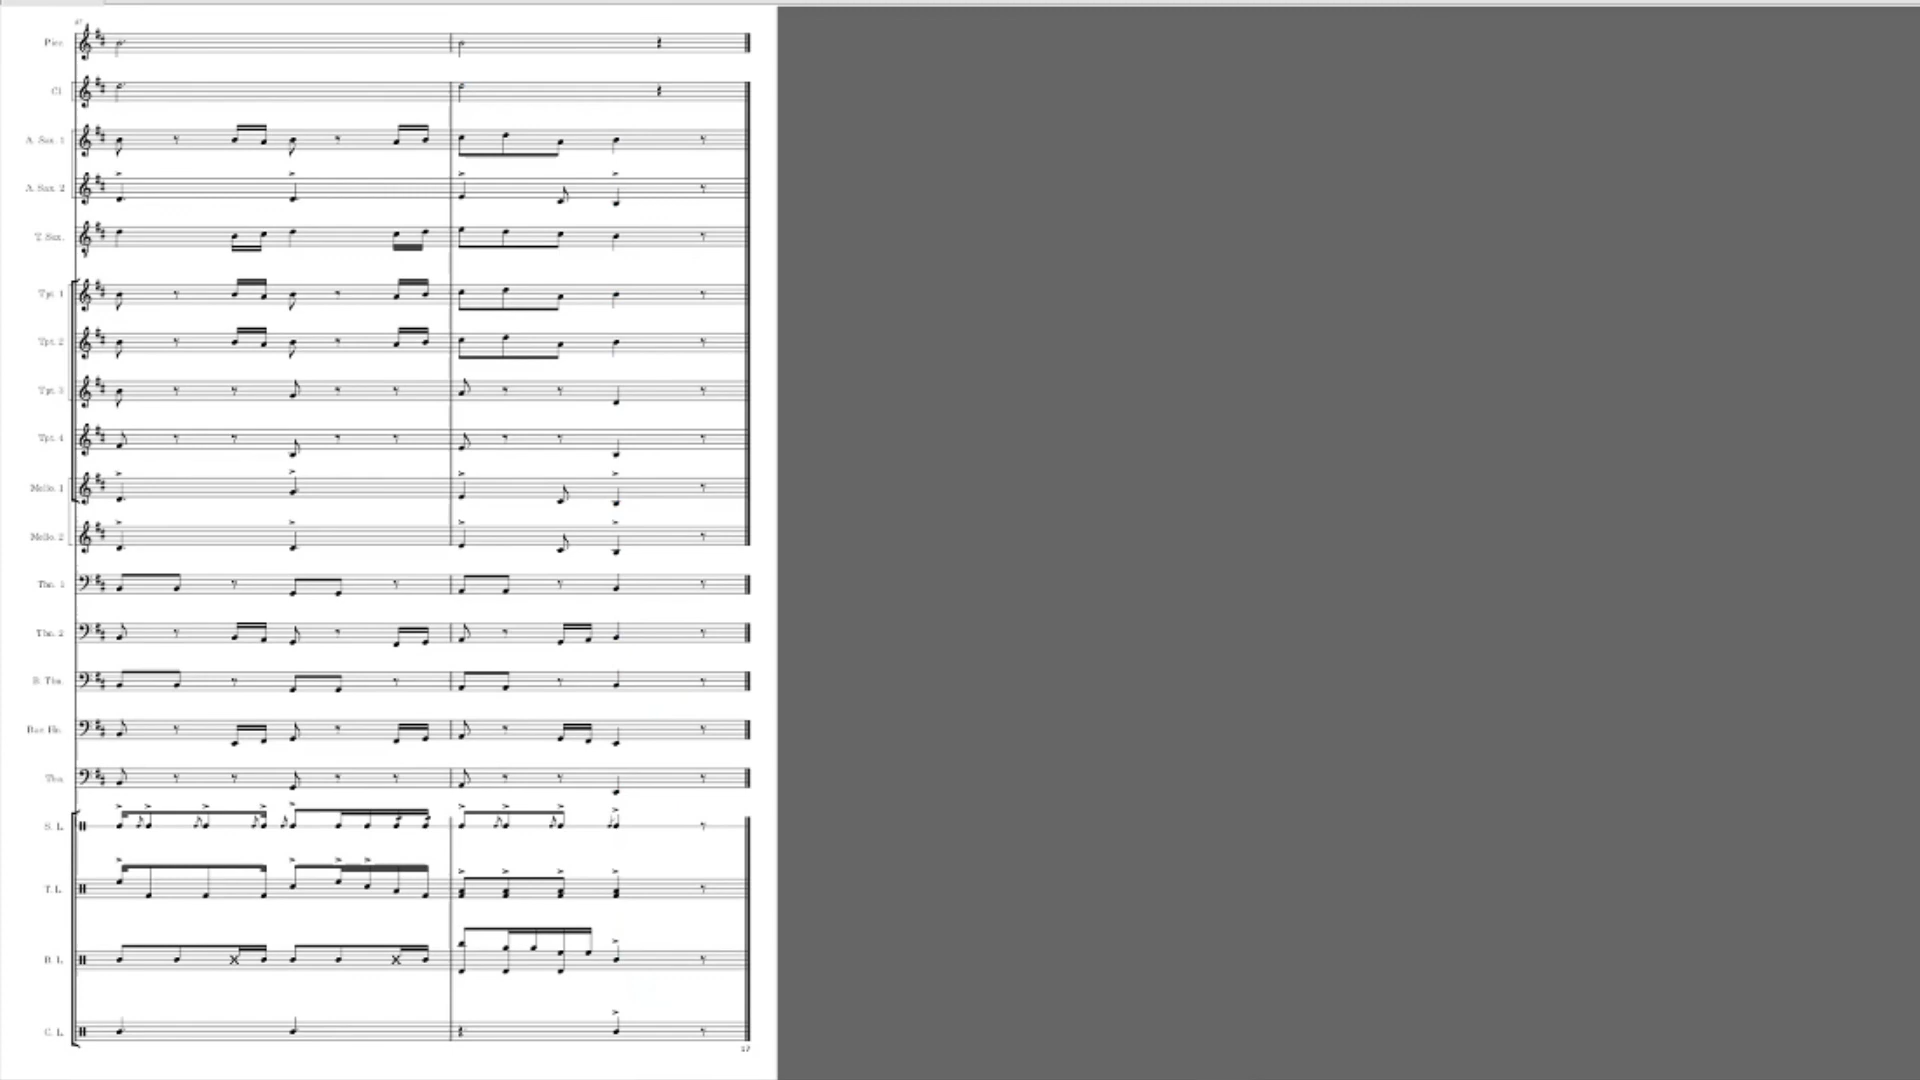 47
Picc.
Cl.
A. Sax. 1
A. Sax. 2
T. Sax.
Tpt. 1
Tpt. 2
Tpt. 3
Tpt. 4
Mello. 1
Mello. 2
Tbn. 1
Tbn. 2
B. Tbn.
Bar. Hn.
Tba.
S. L.
T. L.
B. L.
C. L.